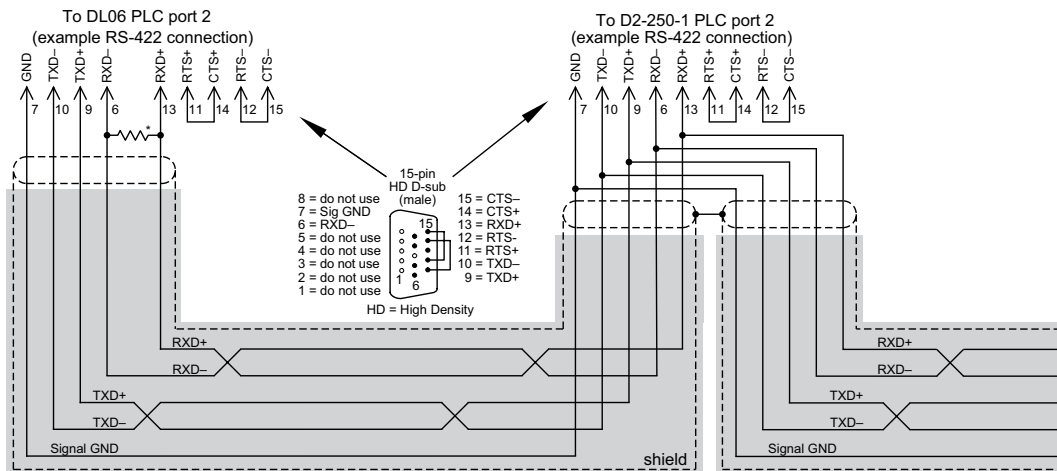 To DL06 PLC port 2
(example RS-422 connection)
GND
TXD–
TXD+
RXD–
RXD+
RTS+
CTS+
RTS–
CTS–
7
10
9
6
13
11
14
12
15
*
To D2-250-1 PLC port 2
(example RS-422 connection)
GND
TXD–
TXD+
RXD–
RXD+
RTS+
CTS+
RTS–
CTS–
7
10
9
6
13
11
14
12
15
15-pin
HD D-sub
(male)
8 = do not use
7 = Sig GND
6 = RXD–
5 = do not use
4 = do not use
3 = do not use
2 = do not use
1 = do not use
15
1
6
15 = CTS–
14 = CTS+
13 = RXD+
12 = RTS-
11 = RTS+
10 = TXD–
9 = TXD+
HD = High Density
RXD+
RXD–
TXD+
TXD–
Signal GND
shield
RXD+
RXD–
TXD+
TXD–
Signal GND